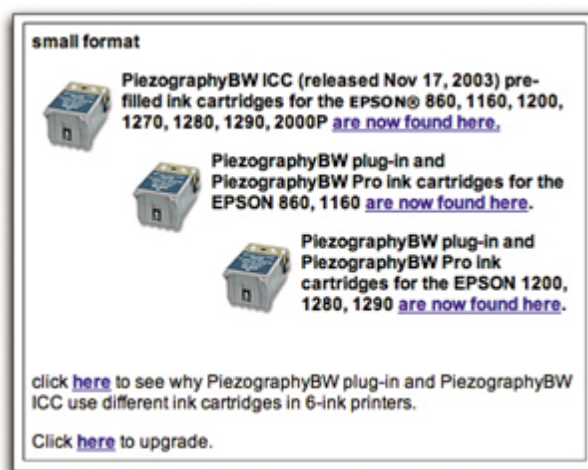 small format
PiezographyBW ICC (released Nov 17, 2003) pre-
filled ink cartridges for the EPSON® 860, 1160, 1200,
1270, 1280, 1290, 2000P are now found here.
PiezographyBW plug-in and
PiezographyBW Pro ink cartridges for the
EPSON 860, 1160 are now found here.
PiezographyBW plug-in and
PiezographyBW Pro ink
cartridges for the EPSON 1200,
1280, 1290 are now found here.
click here to see why PiezographyBW plug-in and PiezographyBW
ICC use different ink cartridges in 6-ink printers.
Click here to upgrade.